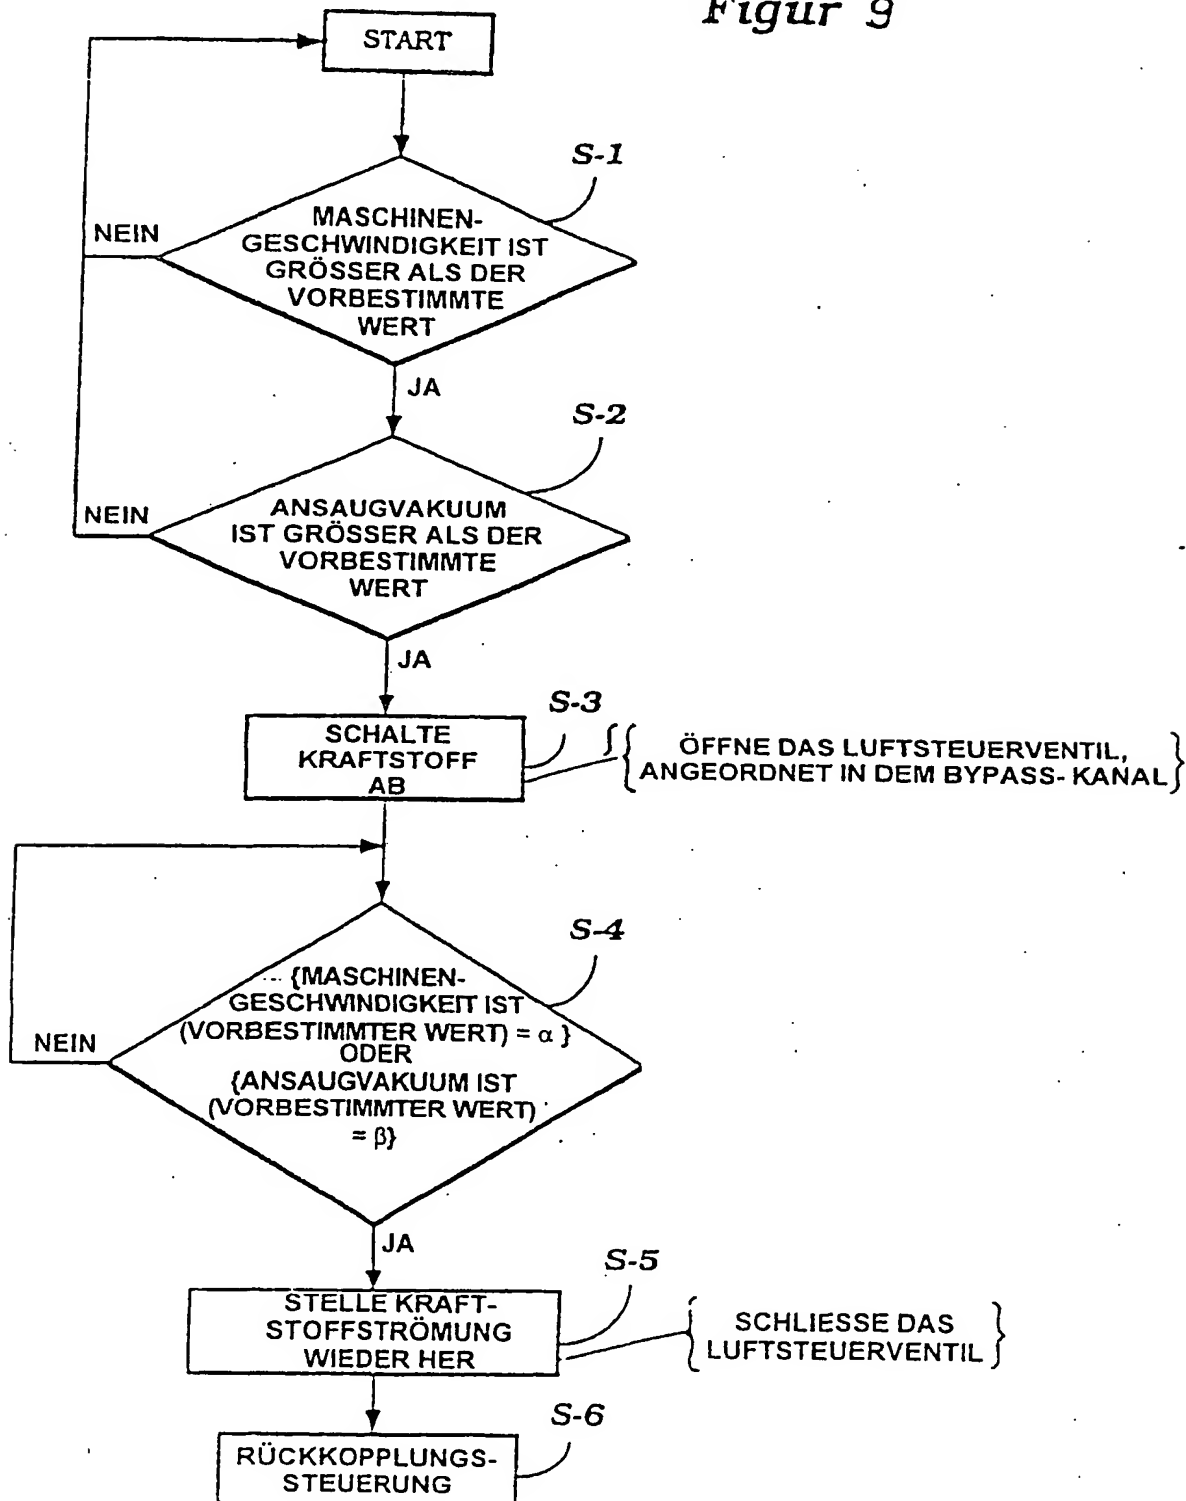 Figur 9
START
S-1
MASCHINEN-
GESCHWINDIGKEIT IST
GRÖSSER ALS DER
VORBESTIMMTE
WERT
NEIN
JA
S-2
ANSAUGVAKUUM
IST GRÖSSER ALS DER
VORBESTIMMTE
WERT
NEIN
JA
S-3
SCHALTE
KRAFTSTOFF
AB
{ÖFFNE DAS LUFTSTEUERVENTIL,
ANGEORDNET IN DEM BYPASS-KANAL}
S-4
{MASCHINEN-
GESCHWINDIGKEIT IST
(VORBESTIMMTER WERT) = α }
ODER
{ANSAUGVAKUUM IST
(VORBESTIMMTER WERT)
= β}
NEIN
JA
S-5
STELLE KRAFT-
STOFFSTRÖMUNG
WIEDER HER
{SCHLIESSE DAS
LUFTSTEUERVENTIL}
S-6
RÜCKKOPPLUNGS-
STEUERUNG